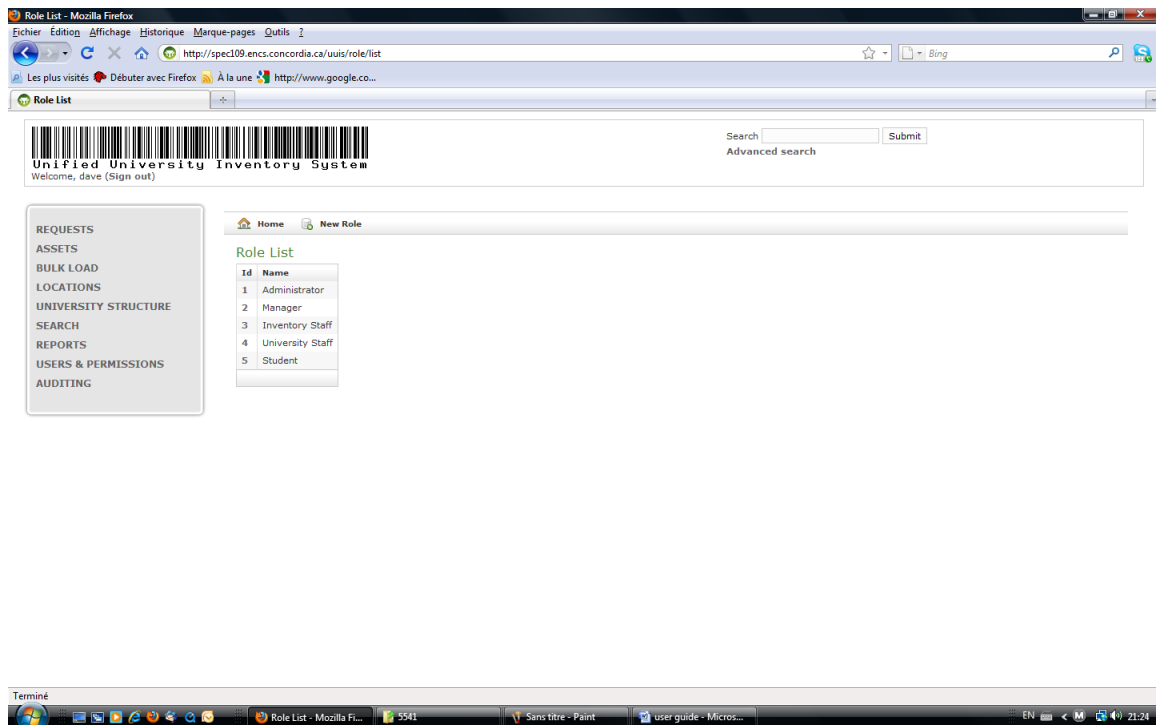 Role List - Mozilla Firefox
Fichier Édition Affichage Historique Marque-pages Outils ?
http://spec109.encs.concordia.ca/uuis/role/list
Bing
Les plus visités Débuter avec Firefox À la une http://www.google.co...
Role List
Unified University Inventory System
Welcome, dave (Sign out)
Search Submit
Advanced search
REQUESTS
ASSETS
BULK LOAD
LOCATIONS
UNIVERSITY STRUCTURE
SEARCH
REPORTS
USERS & PERMISSIONS
AUDITING
Home New Role
Role List
Id Name
1 Administrator
2 Manager
3 Inventory Staff
4 University Staff
5 Student
Terminé
Role List - Mozilla Fi... 5541 Sans titre - Paint user guide - Micros... EN M 21:24